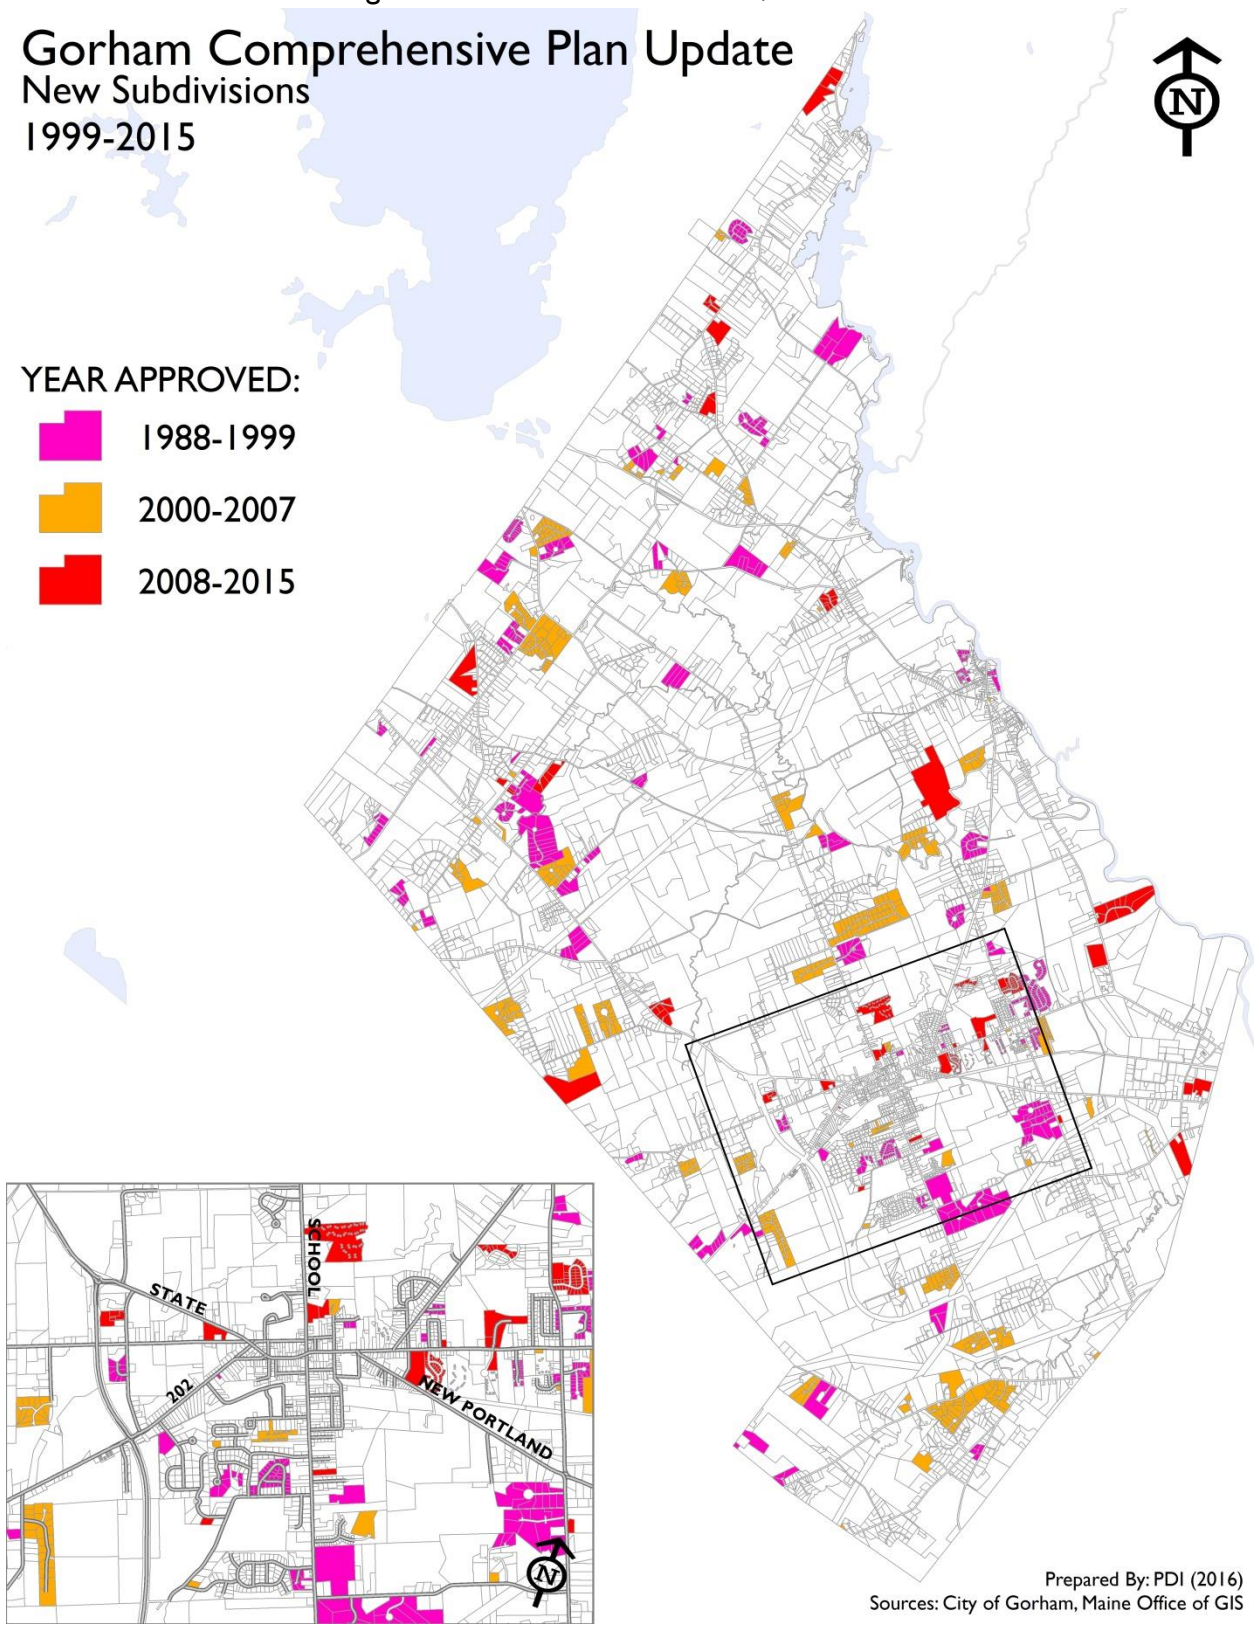 Gorham Comprehensive Plan Update
New Subdivisions
1999-2015
N
YEAR APPROVED:
1988-1999
2000-2007
2008-2015
SCHOOL
STATE
202
NEW PORTLAND
N
Prepared By: PDI (2016)
Sources: City of Gorham, Maine Office of GIS